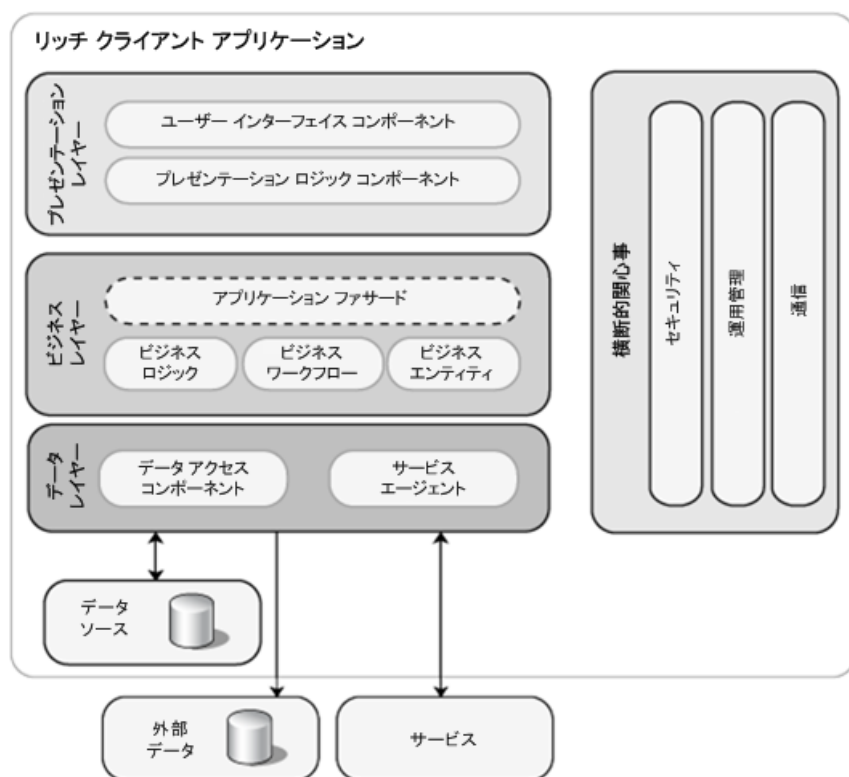 リッチ クライアント アプリケーション
プレゼンテーション
レイヤー
ユーザー インターフェイス コンポーネント
プレゼンテーション ロジック コンポーネント
ビジネス
レイヤー
アプリケーション ファサード
ビジネス
ロジック
ビジネス
ワークフロー
ビジネス
エンティティ
データ
レイヤー
データ アクセス
コンポーネント
サービス
エージェント
横断的関心事
セキュリティ
運用管理
通信
データ
ソース
外部
データ
サービス